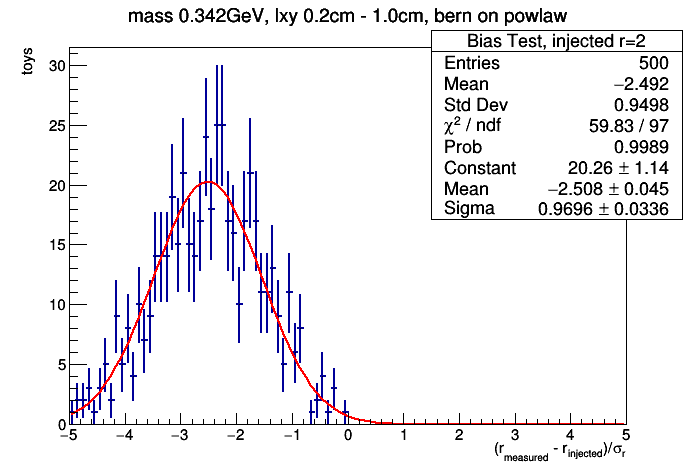 mass 0.342GeV, lxy 0.2cm - 1.0cm, bern on powlaw
toys
Bias Test, injected r=2
Entries 500
Mean −2.492
Std Dev 0.9498
χ² / ndf 59.83 / 97
Prob 0.9989
Constant 20.26 ± 1.14
Mean −2.508 ± 0.045
Sigma 0.9696 ± 0.0336
30
25
20
15
10
5
0
−5 −4 −3 −2 −1 0 1 2 3 4 5
(r_measured - r_injected)/σ_r